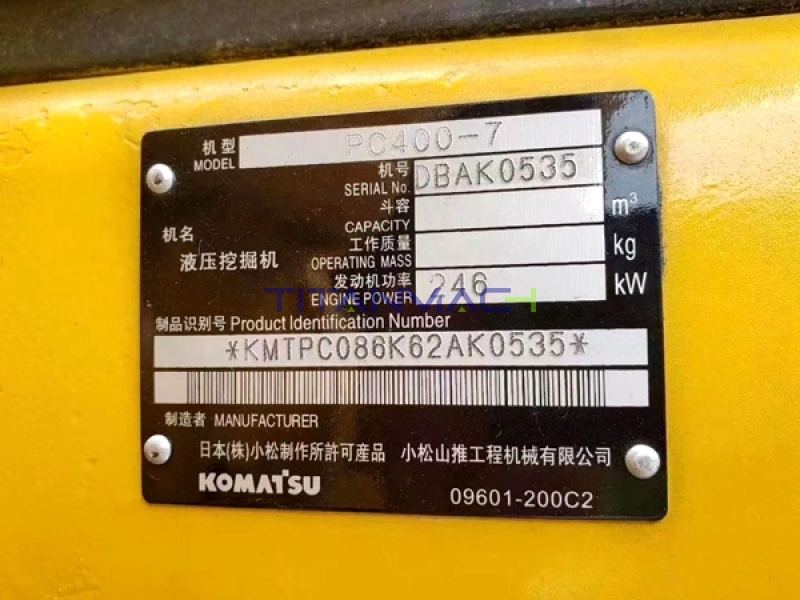 机型 PC400-7
MODEL
机号 DBAK0535
SERIAL No.
斗容 m³
CAPACITY
机名 工作质量 kg
液压挖掘机 OPERATING MASS
发动机功率 246 kW
ENGINE POWER
TITANMACH
制品识别号 Product Identification Number
*KMTPC086K62AK0535*
制造者 MANUFACTURER
日本(株)小松制作所許可産品 小松山推工程机械有限公司
KOMATSU 09601-200C2